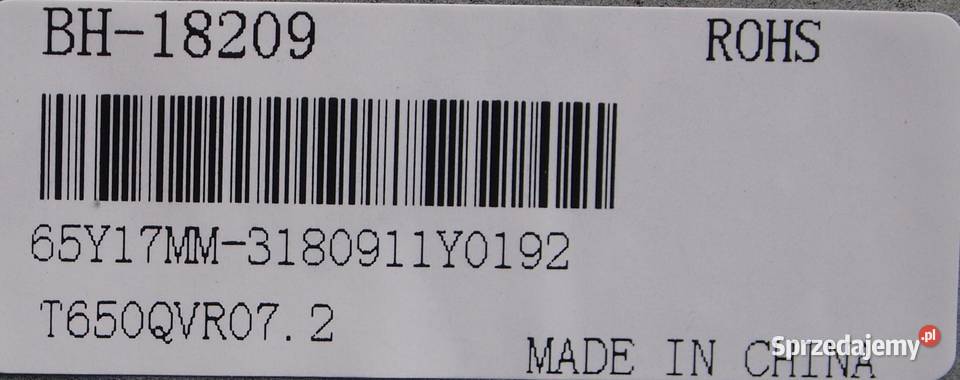 BH-18209 ROHS
65Y17MM-3180911Y0192
T650QVR07.2
MADE IN CHINA
Sprzedajemy.pl